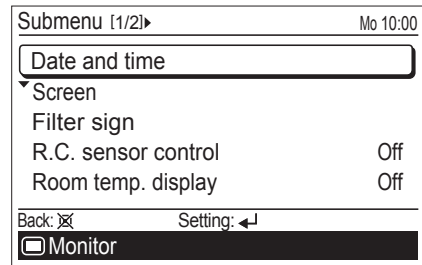 Submenu [1/2]▸ Mo 10:00
Date and time
Screen
Filter sign
R.C. sensor control Off
Room temp. display Off
Back: Setting:
Monitor